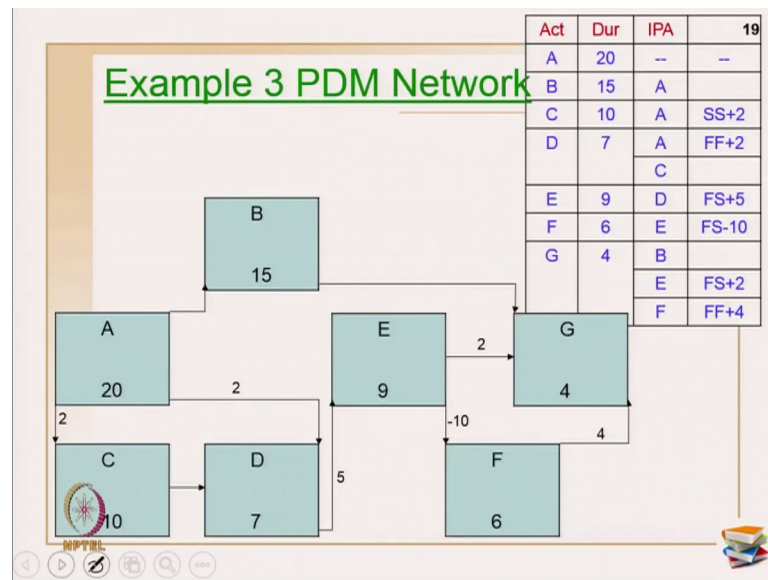 Act Dur IPA 19
A 20 -- --
Example 3 PDM Network
B 15 A
C 10 A SS+2
D 7 A FF+2
C
E 9 D FS+5
F 6 E FS-10
G 4 B
E FS+2
F FF+4
B
15
A
20
E
9
G
4
2
2
2
-10
4
5
C
10
D
7
F
6
NPTEL